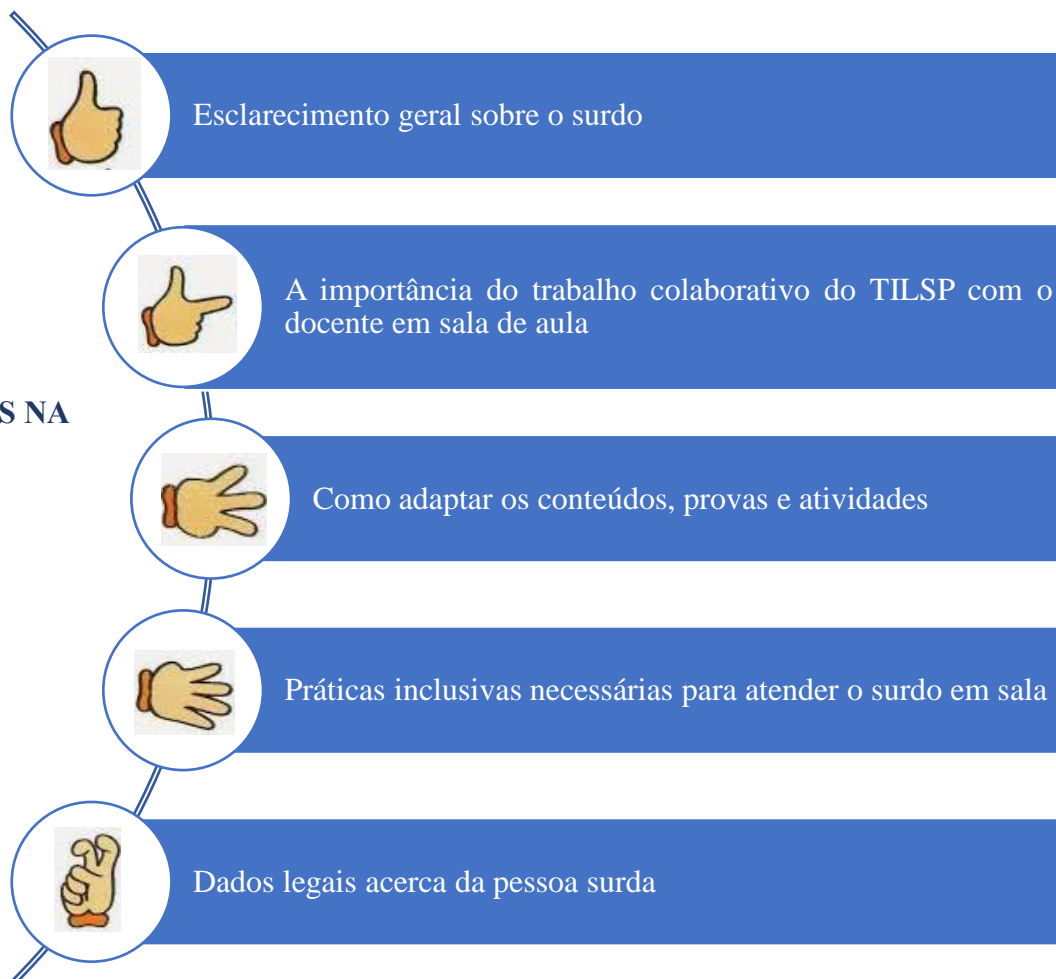 Esclarecimento geral sobre o surdo
A importância do trabalho colaborativo do TILSP com o
docente em sala de aula
S NA
Como adaptar os conteúdos, provas e atividades
Práticas inclusivas necessárias para atender o surdo em sala
Dados legais acerca da pessoa surda